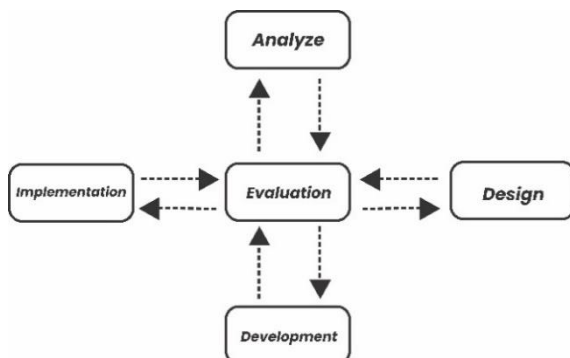 Analyze
Implementation
Evaluation
Design
Development